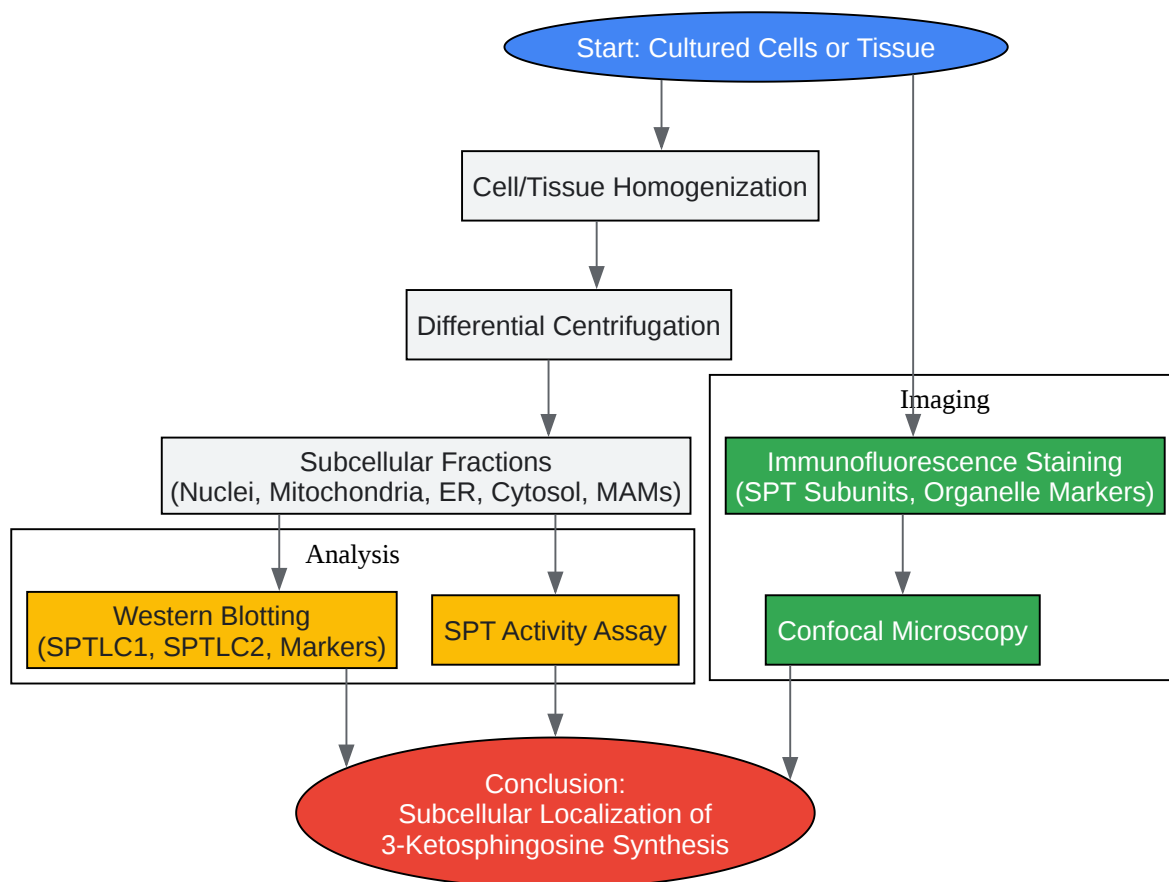 Start: Cultured Cells or Tissue
Cell/Tissue Homogenization
Differential Centrifugation
Subcellular Fractions
(Nuclei, Mitochondria, ER, Cytosol, MAMs)
Analysis
Western Blotting
(SPTLC1, SPTLC2, Markers)
SPT Activity Assay
Imaging
Immunofluorescence Staining
(SPT Subunits, Organelle Markers)
Confocal Microscopy
Conclusion:
Subcellular Localization of
3-Ketosphingosine Synthesis